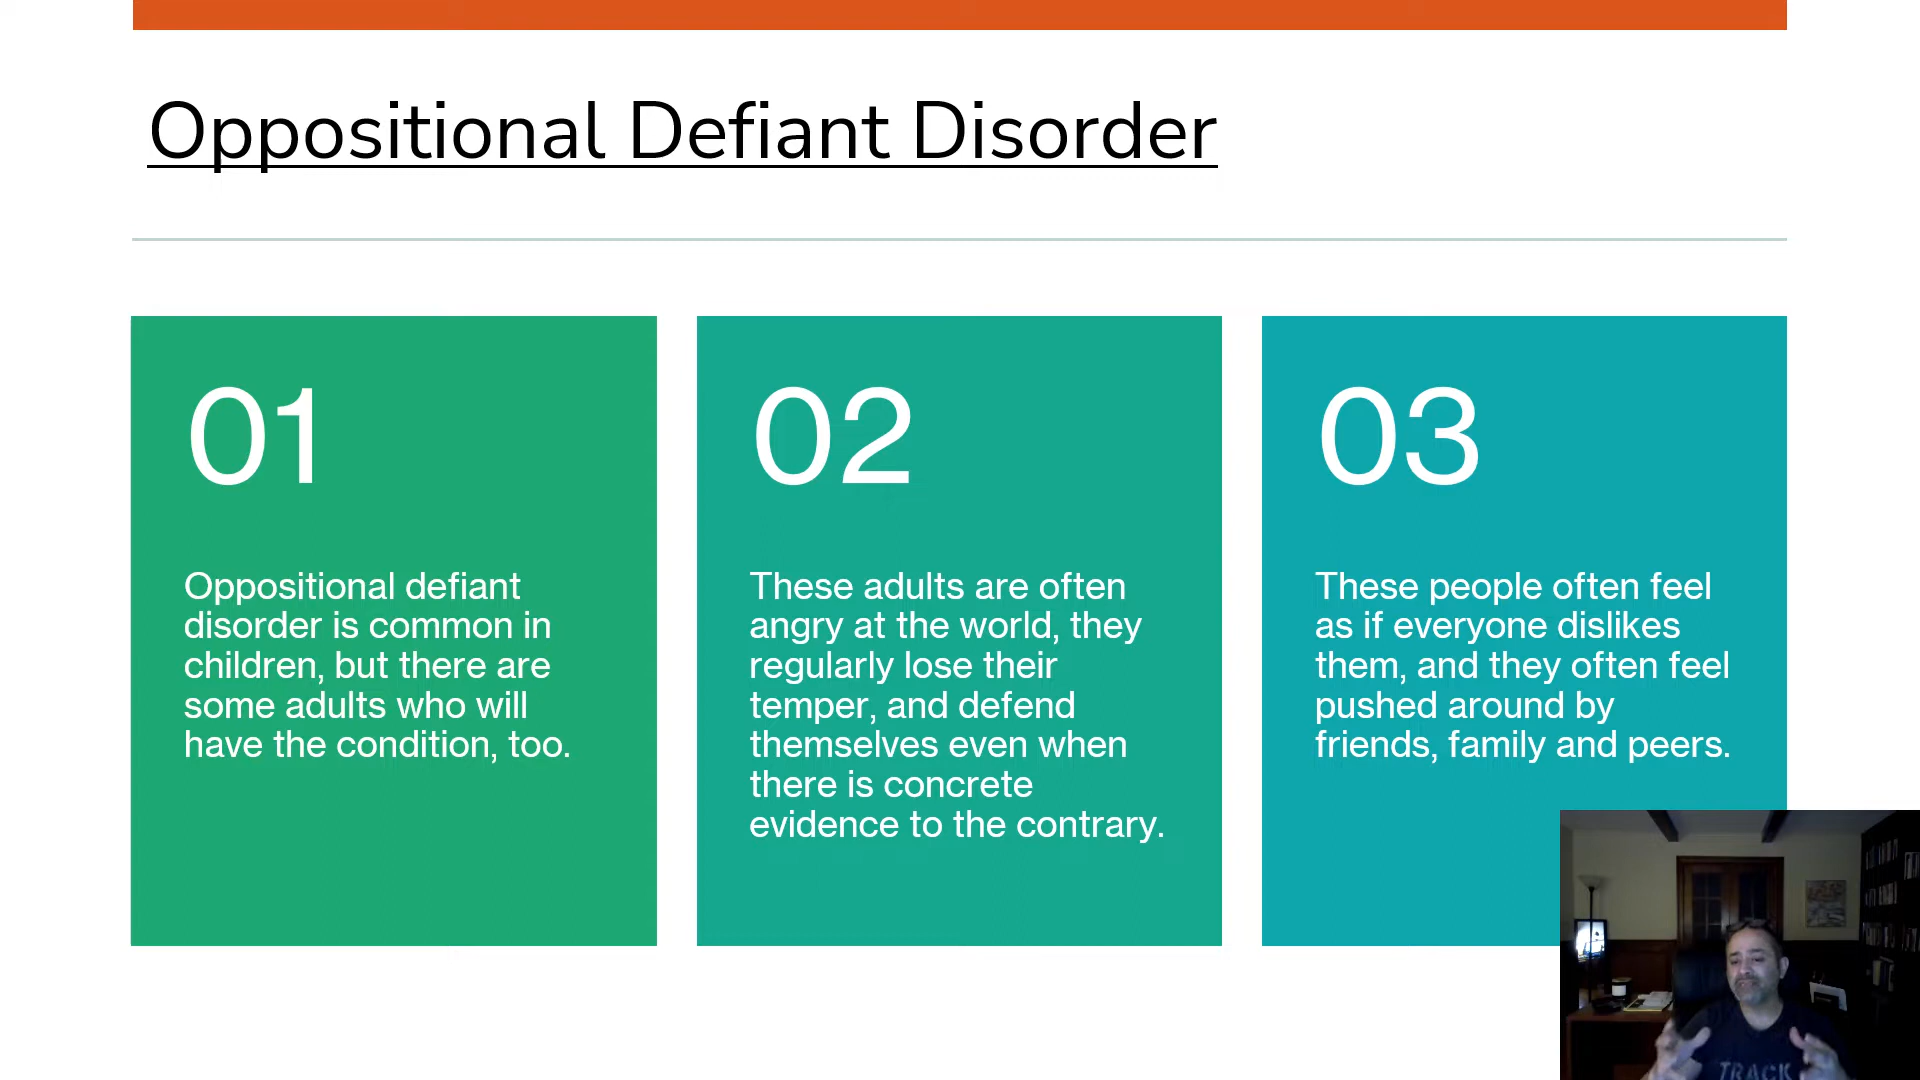 Oppositional Defiant Disorder
01
Oppositional defiant
disorder is common in
children, but there are
some adults who will
have the condition, too.
02
These adults are often
angry at the world, they
regularly lose their
temper, and defend
themselves even when
there is concrete
evidence to the contrary.
03
These people often feel
as if everyone dislikes
them, and they often feel
pushed around by
friends, family and peers.
TRACK